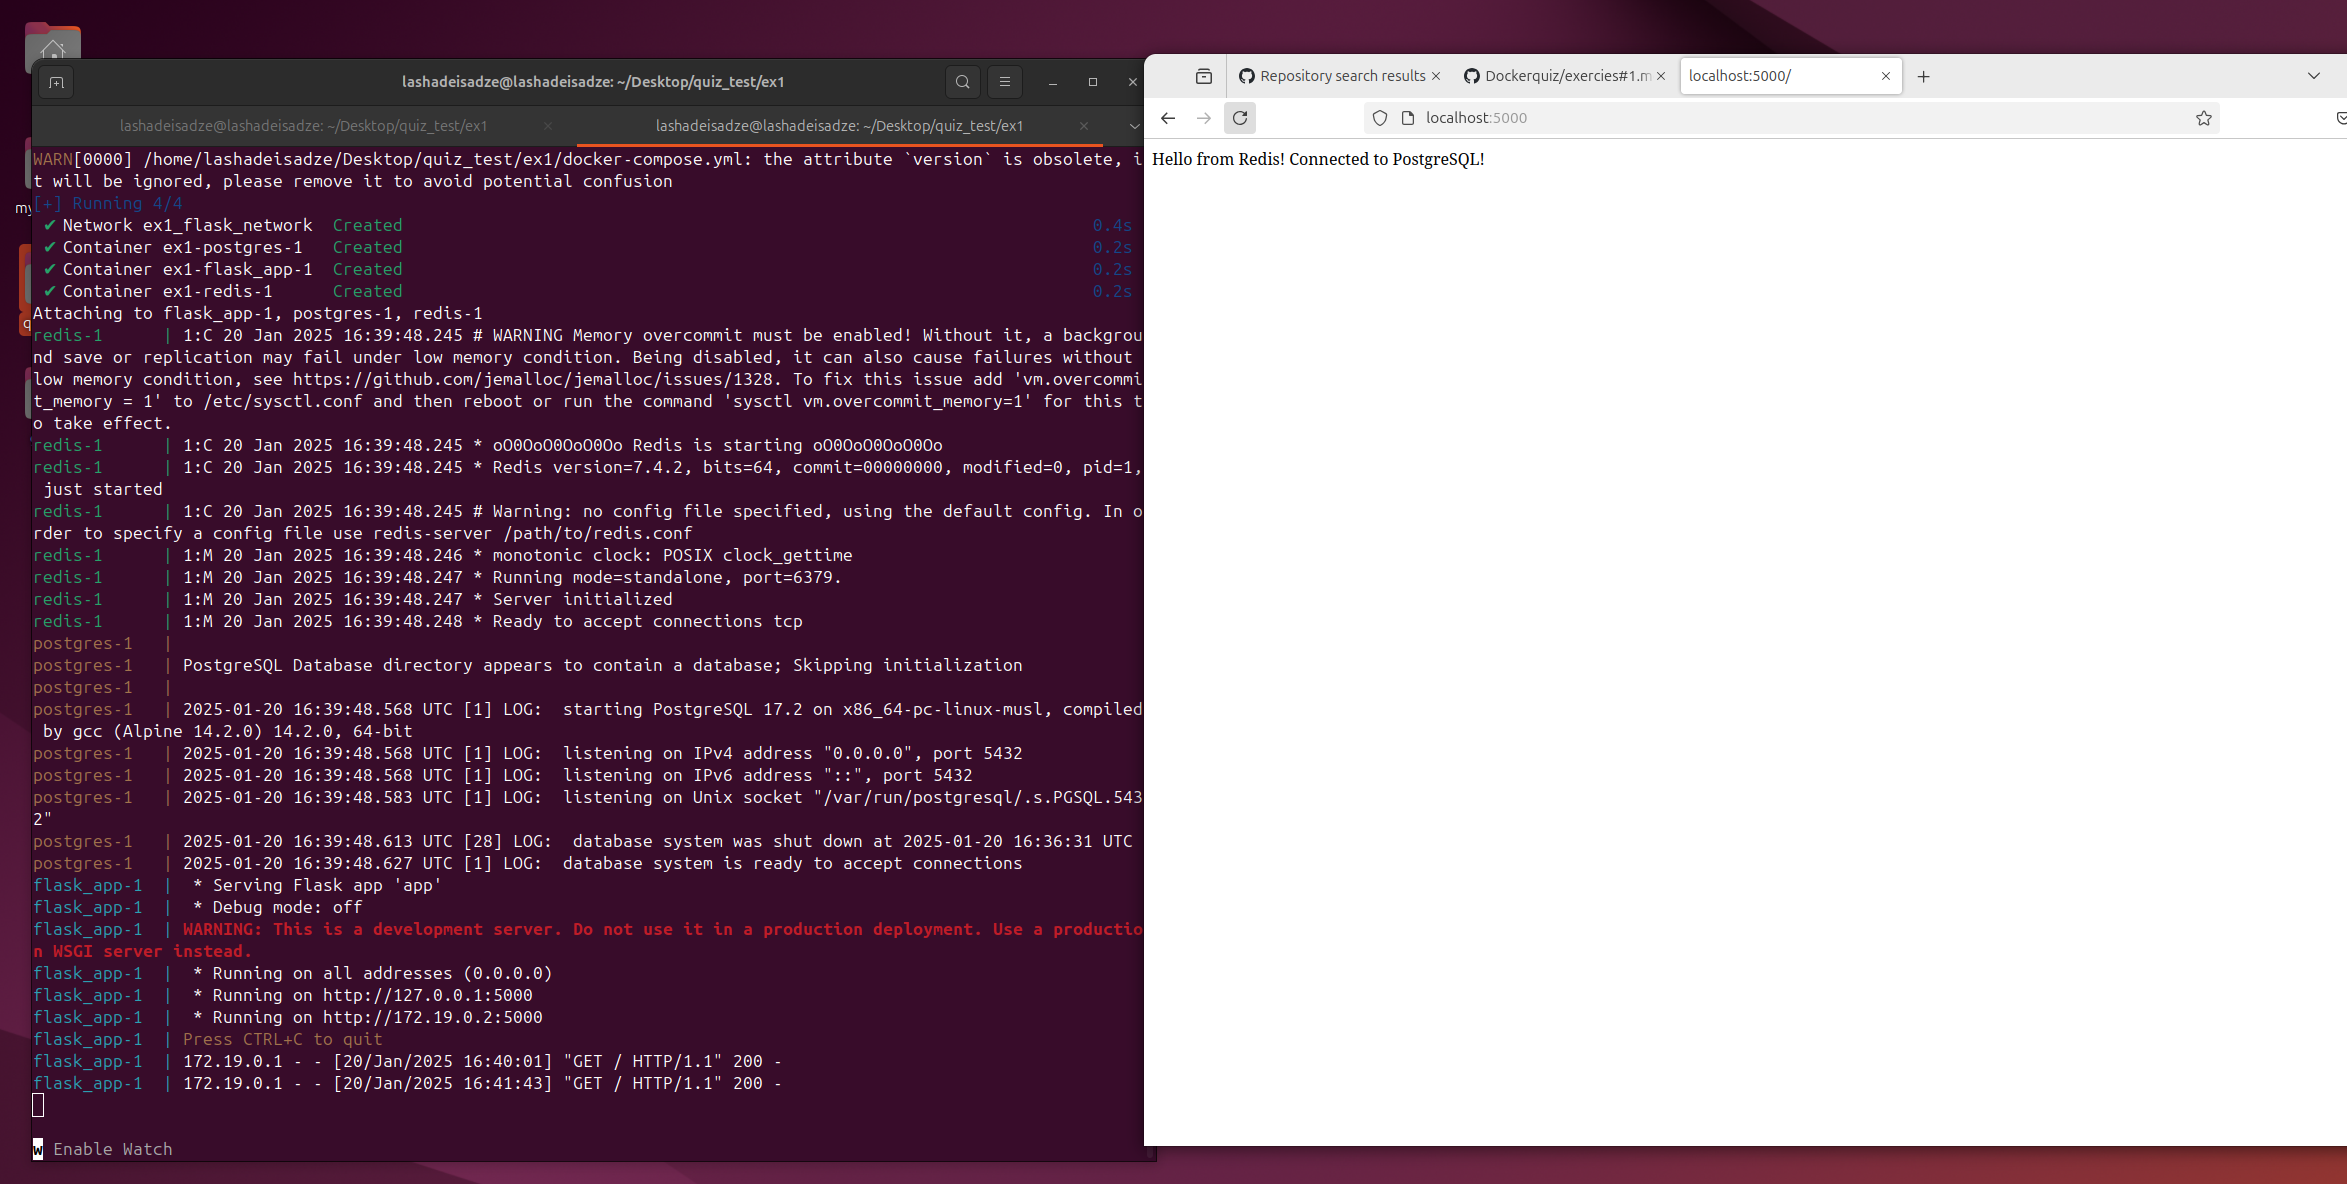 my
q
lashadeisadze@lashadeisadze: ~/Desktop/quiz_test/ex1
lashadeisadze@lashadeisadze: ~/Desktop/quiz_test/ex1
lashadeisadze@lashadeisadze: ~/Desktop/quiz_test/ex1
WARN[0000] /home/lashadeisadze/Desktop/quiz_test/ex1/docker-compose.yml: the attribute `version` is obsolete, i
t will be ignored, please remove it to avoid potential confusion
[+] Running 4/4
✔ Network ex1_flask_network  Created 0.4s
✔ Container ex1-postgres-1   Created 0.2s
✔ Container ex1-flask_app-1  Created 0.2s
✔ Container ex1-redis-1      Created 0.2s
Attaching to flask_app-1, postgres-1, redis-1
redis-1      | 1:C 20 Jan 2025 16:39:48.245 # WARNING Memory overcommit must be enabled! Without it, a backgrou
nd save or replication may fail under low memory condition. Being disabled, it can also cause failures without
low memory condition, see https://github.com/jemalloc/jemalloc/issues/1328. To fix this issue add 'vm.overcommi
t_memory = 1' to /etc/sysctl.conf and then reboot or run the command 'sysctl vm.overcommit_memory=1' for this t
o take effect.
redis-1      | 1:C 20 Jan 2025 16:39:48.245 * oO0OoO0OoO0Oo Redis is starting oO0OoO0OoO0Oo
redis-1      | 1:C 20 Jan 2025 16:39:48.245 * Redis version=7.4.2, bits=64, commit=00000000, modified=0, pid=1,
just started
redis-1      | 1:C 20 Jan 2025 16:39:48.245 # Warning: no config file specified, using the default config. In o
rder to specify a config file use redis-server /path/to/redis.conf
redis-1      | 1:M 20 Jan 2025 16:39:48.246 * monotonic clock: POSIX clock_gettime
redis-1      | 1:M 20 Jan 2025 16:39:48.247 * Running mode=standalone, port=6379.
redis-1      | 1:M 20 Jan 2025 16:39:48.247 * Server initialized
redis-1      | 1:M 20 Jan 2025 16:39:48.248 * Ready to accept connections tcp
postgres-1   |
postgres-1   | PostgreSQL Database directory appears to contain a database; Skipping initialization
postgres-1   |
postgres-1   | 2025-01-20 16:39:48.568 UTC [1] LOG:  starting PostgreSQL 17.2 on x86_64-pc-linux-musl, compiled
by gcc (Alpine 14.2.0) 14.2.0, 64-bit
postgres-1   | 2025-01-20 16:39:48.568 UTC [1] LOG:  listening on IPv4 address "0.0.0.0", port 5432
postgres-1   | 2025-01-20 16:39:48.568 UTC [1] LOG:  listening on IPv6 address "::", port 5432
postgres-1   | 2025-01-20 16:39:48.583 UTC [1] LOG:  listening on Unix socket "/var/run/postgresql/.s.PGSQL.543
2"
postgres-1   | 2025-01-20 16:39:48.613 UTC [28] LOG:  database system was shut down at 2025-01-20 16:36:31 UTC
postgres-1   | 2025-01-20 16:39:48.627 UTC [1] LOG:  database system is ready to accept connections
flask_app-1  |  * Serving Flask app 'app'
flask_app-1  |  * Debug mode: off
flask_app-1  | WARNING: This is a development server. Do not use it in a production deployment. Use a productio
n WSGI server instead.
flask_app-1  |  * Running on all addresses (0.0.0.0)
flask_app-1  |  * Running on http://127.0.0.1:5000
flask_app-1  |  * Running on http://172.19.0.2:5000
flask_app-1  | Press CTRL+C to quit
flask_app-1  | 172.19.0.1 - - [20/Jan/2025 16:40:01] "GET / HTTP/1.1" 200 -
flask_app-1  | 172.19.0.1 - - [20/Jan/2025 16:41:43] "GET / HTTP/1.1" 200 -
w Enable Watch
Repository search results
Dockerquiz/exercies#1.m
localhost:5000/
localhost:5000
Hello from Redis! Connected to PostgreSQL!